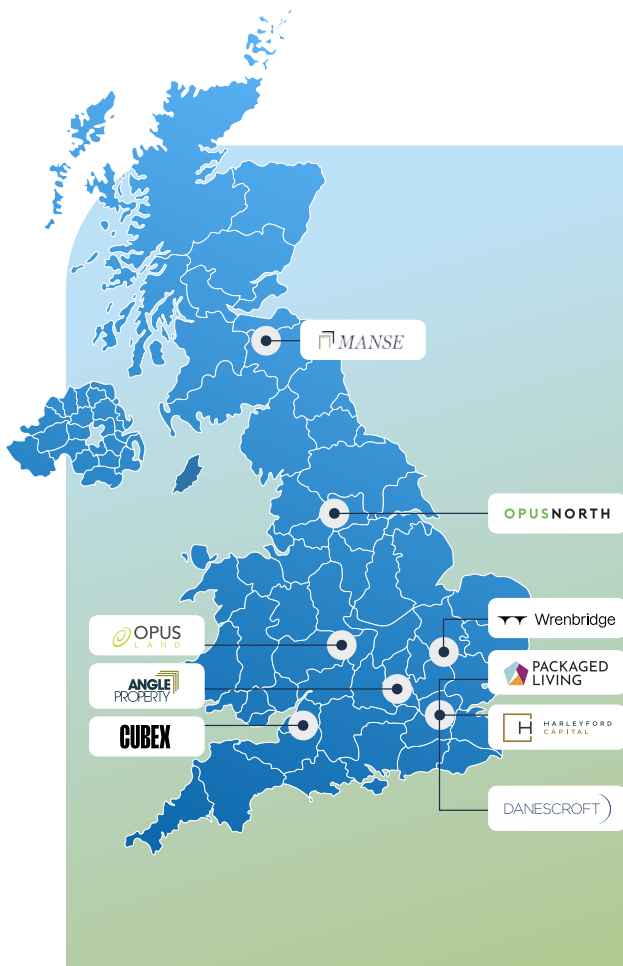 MANSE
OPUSNORTH
OPUS
LAND
Wrenbridge
ANGLE
PROPERTY
PACKAGED
LIVING
CUBEX
H
HARLEYFORD
CAPITAL
DANESCROFT